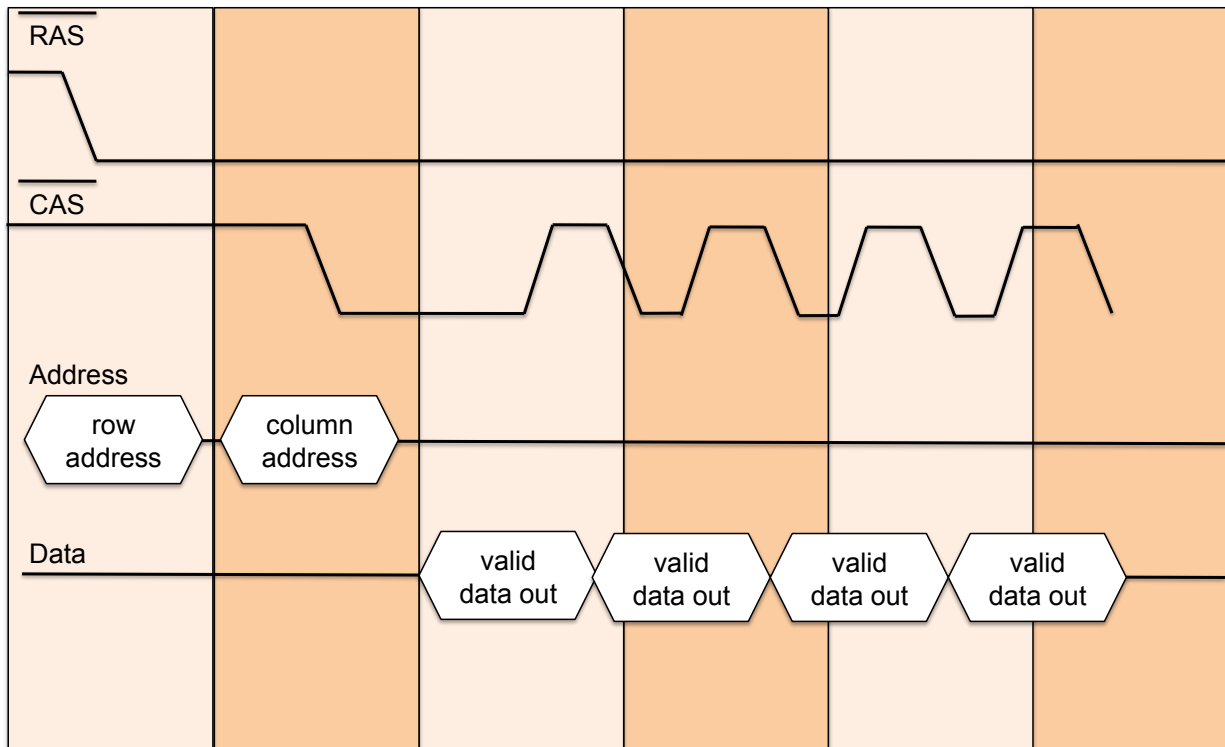 RAS
CAS
Address
row
address
column
address
Data
valid
data out
valid
data out
valid
data out
valid
data out